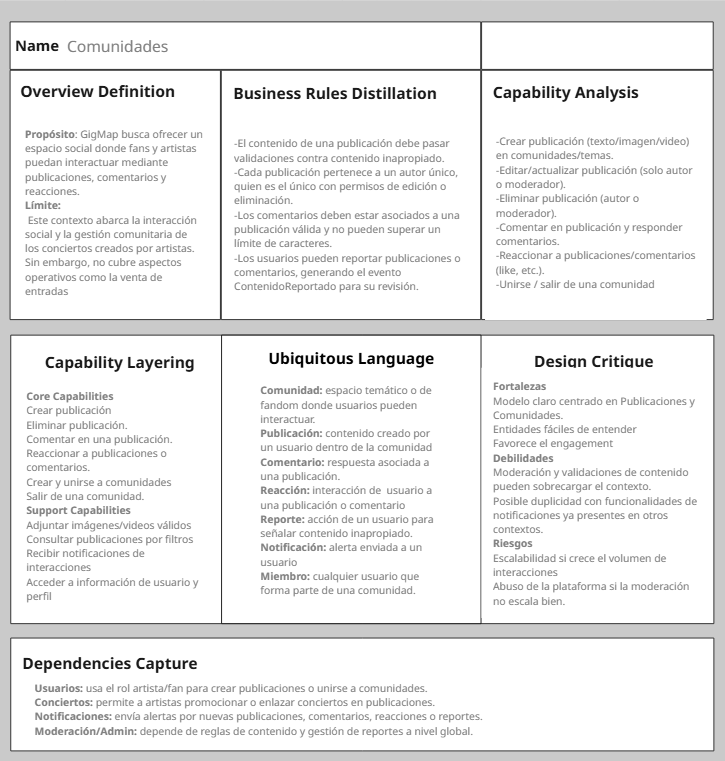 Name Comunidades
Overview Definition
Propósito: GigMap busca ofrecer un
espacio social donde fans y artistas
puedan interactuar mediante
publicaciones, comentarios y
reacciones.
Límite:
Este contexto abarca la interacción
social y la gestión comunitaria de
los conciertos creados por artistas.
Sin embargo, no cubre aspectos
operativos como la venta de
entradas
Business Rules Distillation
-El contenido de una publicación debe pasar
validaciones contra contenido inapropiado.
-Cada publicación pertenece a un autor único,
quien es el único con permisos de edición o
eliminación.
-Los comentarios deben estar asociados a una
publicación válida y no pueden superar un
límite de caracteres.
-Los usuarios pueden reportar publicaciones o
comentarios, generando el evento
ContenidoReportado para su revisión.
Capability Analysis
-Crear publicación (texto/imagen/video)
en comunidades/temas.
-Editar/actualizar publicación (solo autor
o moderador).
-Eliminar publicación (autor o
moderador).
-Comentar en publicación y responder
comentarios.
-Reaccionar a publicaciones/comentarios
(like, etc.).
-Unirse / salir de una comunidad
Capability Layering
Core Capabilities
Crear publicación
Eliminar publicación.
Comentar en una publicación.
Reaccionar a publicaciones o
comentarios.
Crear y unirse a comunidades
Salir de una comunidad.
Support Capabilities
Adjuntar imágenes/videos válidos
Consultar publicaciones por filtros
Recibir notificaciones de
interacciones
Acceder a información de usuario y
perfil
Ubiquitous Language
Comunidad: espacio temático o de
fandom donde usuarios pueden
interactuar.
Publicación: contenido creado por
un usuario dentro de la comunidad
Comentario: respuesta asociada a
una publicación.
Reacción: interacción de usuario a
una publicación o comentario
Reporte: acción de un usuario para
señalar contenido inapropiado.
Notificación: alerta enviada a un
usuario
Miembro: cualquier usuario que
forma parte de una comunidad.
Design Critique
Fortalezas
Modelo claro centrado en Publicaciones y
Comunidades.
Entidades fáciles de entender
Favorece el engagement
Debilidades
Moderación y validaciones de contenido
pueden sobrecargar el contexto.
Posible duplicidad con funcionalidades de
notificaciones ya presentes en otros
contextos.
Riesgos
Escalabilidad si crece el volumen de
interacciones
Abuso de la plataforma si la moderación
no escala bien.
Dependencies Capture
Usuarios: usa el rol artista/fan para crear publicaciones o unirse a comunidades.
Conciertos: permite a artistas promocionar o enlazar conciertos en publicaciones.
Notificaciones: envía alertas por nuevas publicaciones, comentarios, reacciones o reportes.
Moderación/Admin: depende de reglas de contenido y gestión de reportes a nivel global.